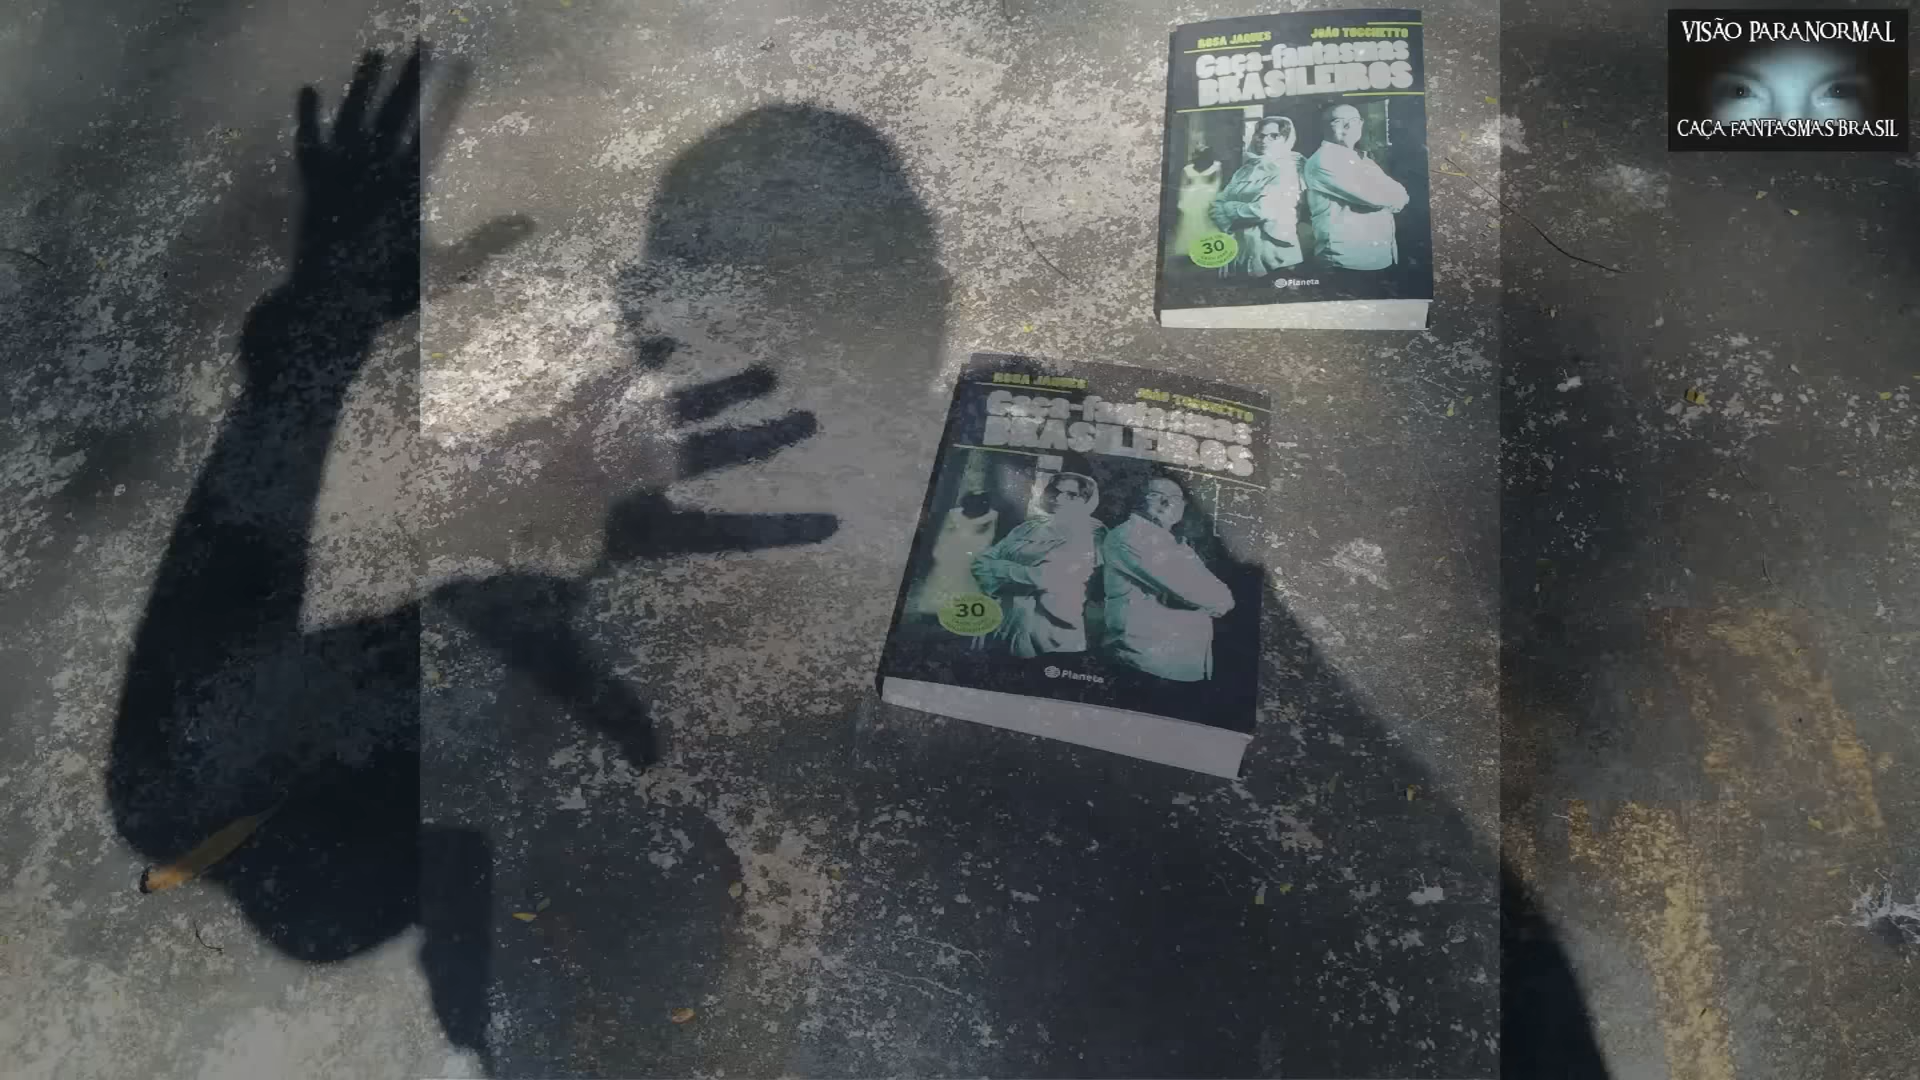 VISÃO PARANORMAL
CAÇA FANTASMAS BRASIL
ROSA JAQUES JOÃO TOCCHETTO
Caça-fantasmas
BRASILEIROS
30
Planeta
ROSA JAQUES JOÃO TOCCHETTO
Caça-fantasmas
BRASILEIROS
30
Planeta